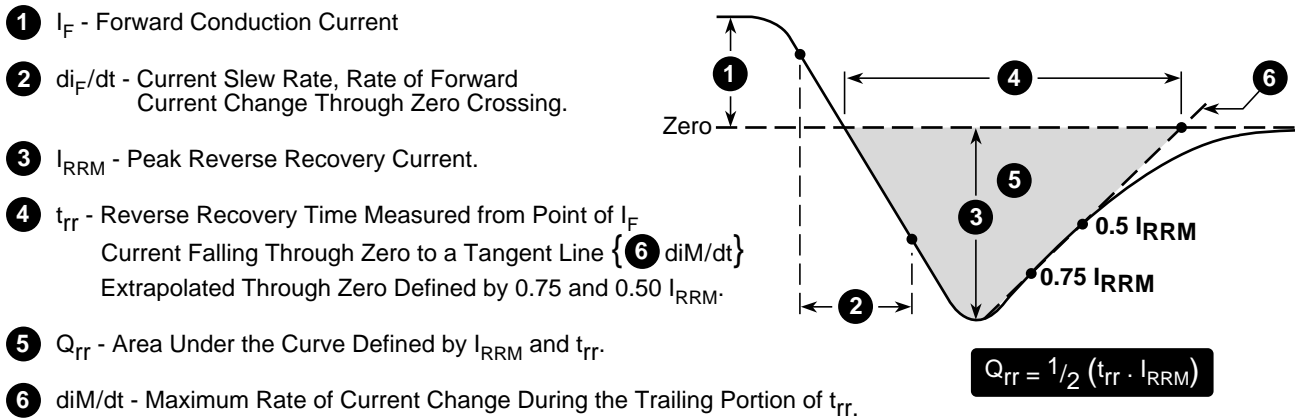 1 I_F - Forward Conduction Current
2 di_F/dt - Current Slew Rate, Rate of Forward
Current Change Through Zero Crossing.
3 I_RRM - Peak Reverse Recovery Current.
4 t_rr - Reverse Recovery Time Measured from Point of I_F
Current Falling Through Zero to a Tangent Line { 6 diM/dt}
Extrapolated Through Zero Defined by 0.75 and 0.50 I_RRM.
5 Q_rr - Area Under the Curve Defined by I_RRM and t_rr.
6 diM/dt - Maximum Rate of Current Change During the Trailing Portion of t_rr.
1
4
6
Zero
5
3
0.5 I_RRM
0.75 I_RRM
2
Q_rr = 1/2 (t_rr . I_RRM)